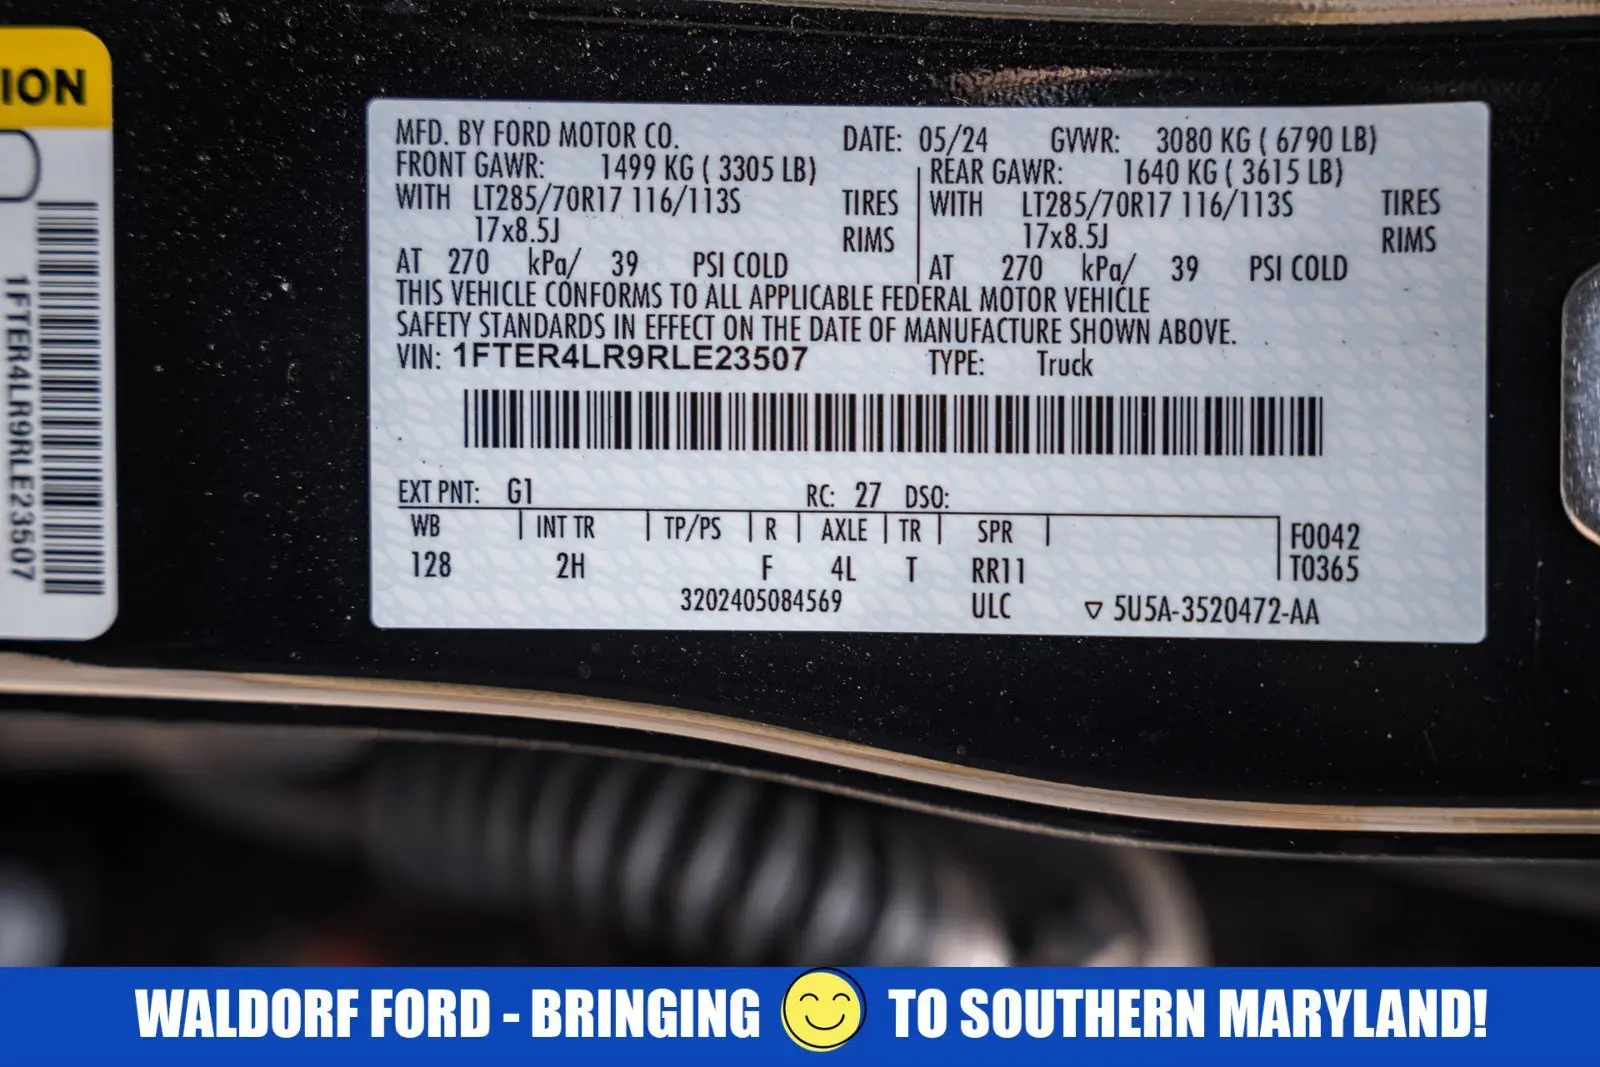 ION
1FTER4LR9RLE23507
MFD. BY FORD MOTOR CO. DATE: 05/24 GVWR: 3080 KG ( 6790 LB)
FRONT GAWR: 1499 KG ( 3305 LB) REAR GAWR: 1640 KG ( 3615 LB)
WITH LT285/70R17 116/113S TIRES WITH LT285/70R17 116/113S TIRES
17x8.5J RIMS 17x8.5J RIMS
AT 270 kPa/ 39 PSI COLD AT 270 kPa/ 39 PSI COLD
THIS VEHICLE CONFORMS TO ALL APPLICABLE FEDERAL MOTOR VEHICLE
SAFETY STANDARDS IN EFFECT ON THE DATE OF MANUFACTURE SHOWN ABOVE.
VIN: 1FTER4LR9RLE23507 TYPE: Truck
EXT PNT: G1 RC: 27 DSO:
WB INT TR TP/PS R AXLE TR SPR F0042
128 2H F 4L T RR11 T0365
3202405084569 ULC ▽ 5U5A-3520472-AA
WALDORF FORD - BRINGING TO SOUTHERN MARYLAND!